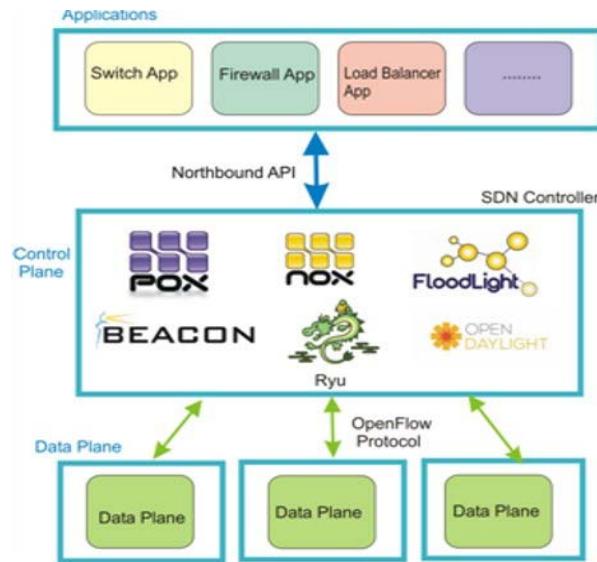 Applications
Switch App
Firewall App
Load Balancer
App
........
Northbound API
SDN Controller
Control
Plane
POX
nox
FLOODLIGHT
BEACON
Ryu
OPEN
DAYLIGHT
OpenFlow
Protocol
Data Plane
Data Plane
Data Plane
Data Plane